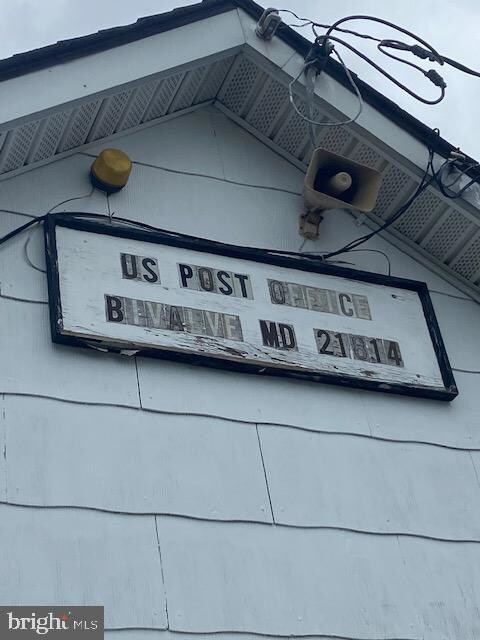 US POST OFFICE
BIVALVE MD 21814
bright MLS